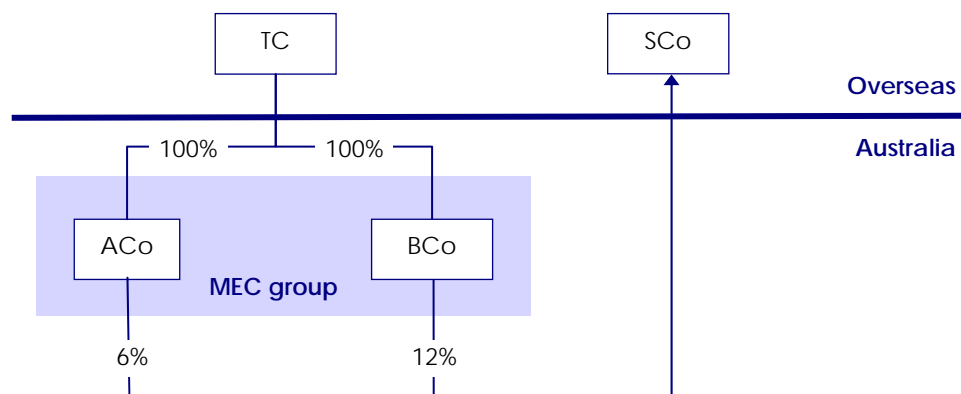 TC
SCo
Overseas
Australia
100%
100%
ACo
BCo
MEC group
6%
12%